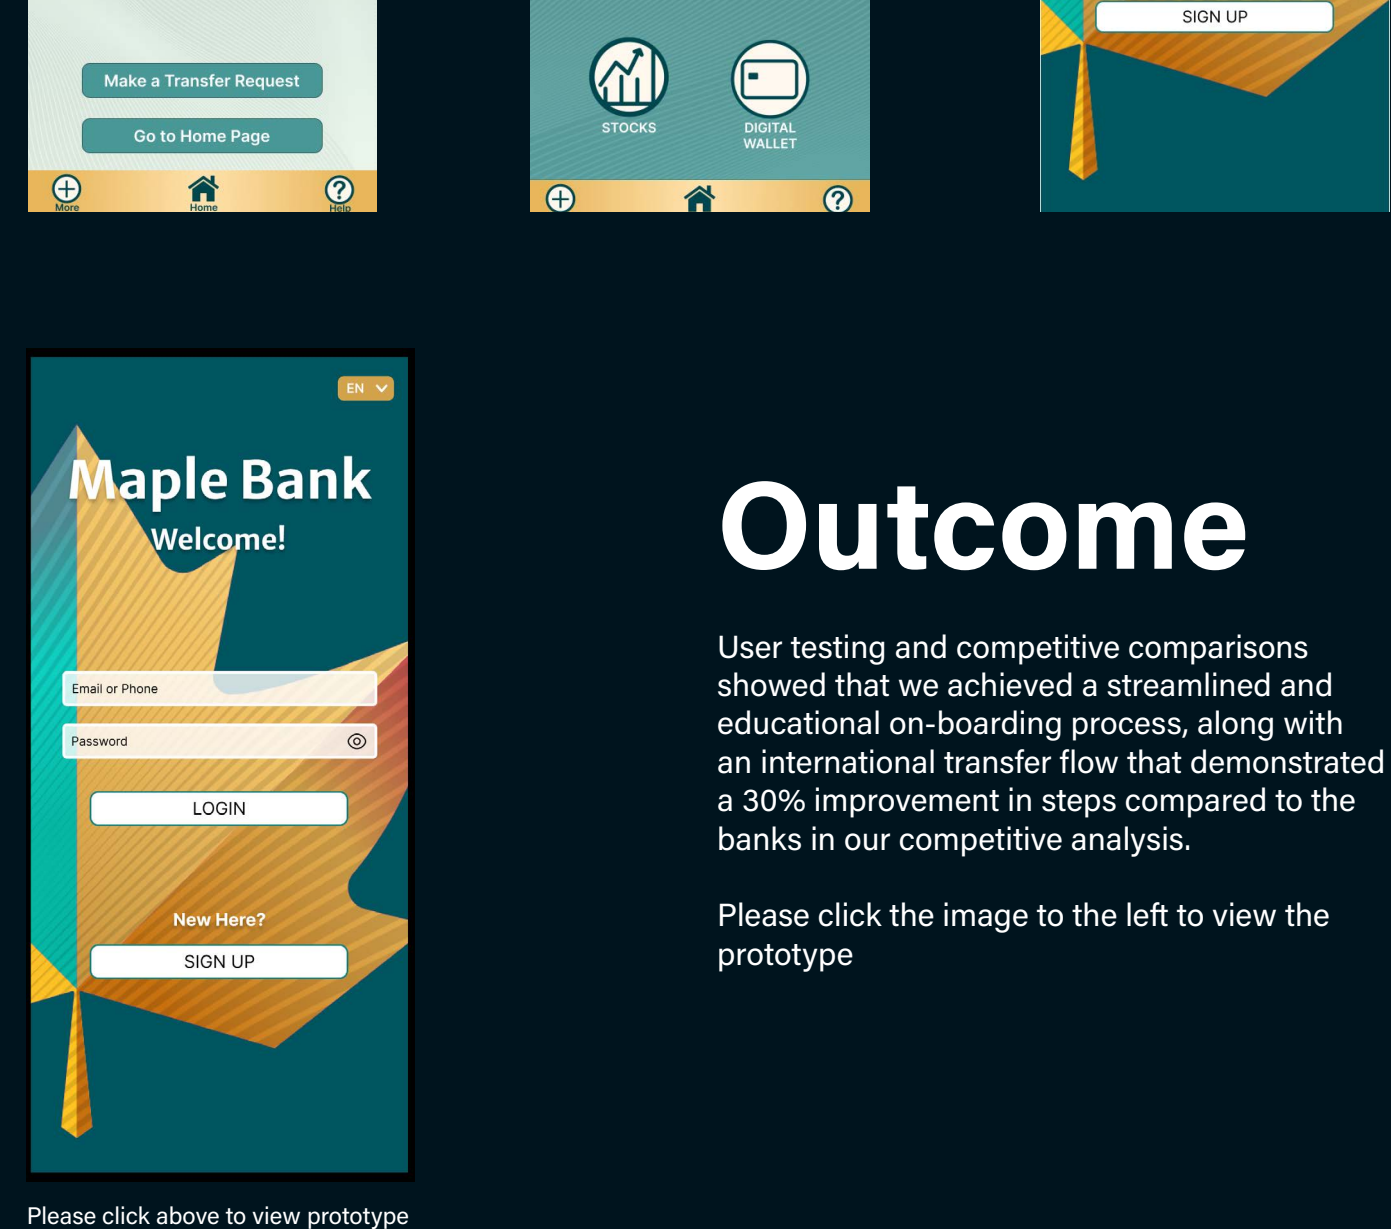 Make a Transfer Request
Go to Home Page
More
Home
Help
STOCKS
DIGITAL
WALLET
SIGN UP
EN
Maple Bank
Welcome!
Email or Phone
Password
LOGIN
New Here?
SIGN UP
Please click above to view prototype
Outcome
User testing and competitive comparisons
showed that we achieved a streamlined and
educational on-boarding process, along with
an international transfer flow that demonstrated
a 30% improvement in steps compared to the
banks in our competitive analysis.
Please click the image to the left to view the
prototype